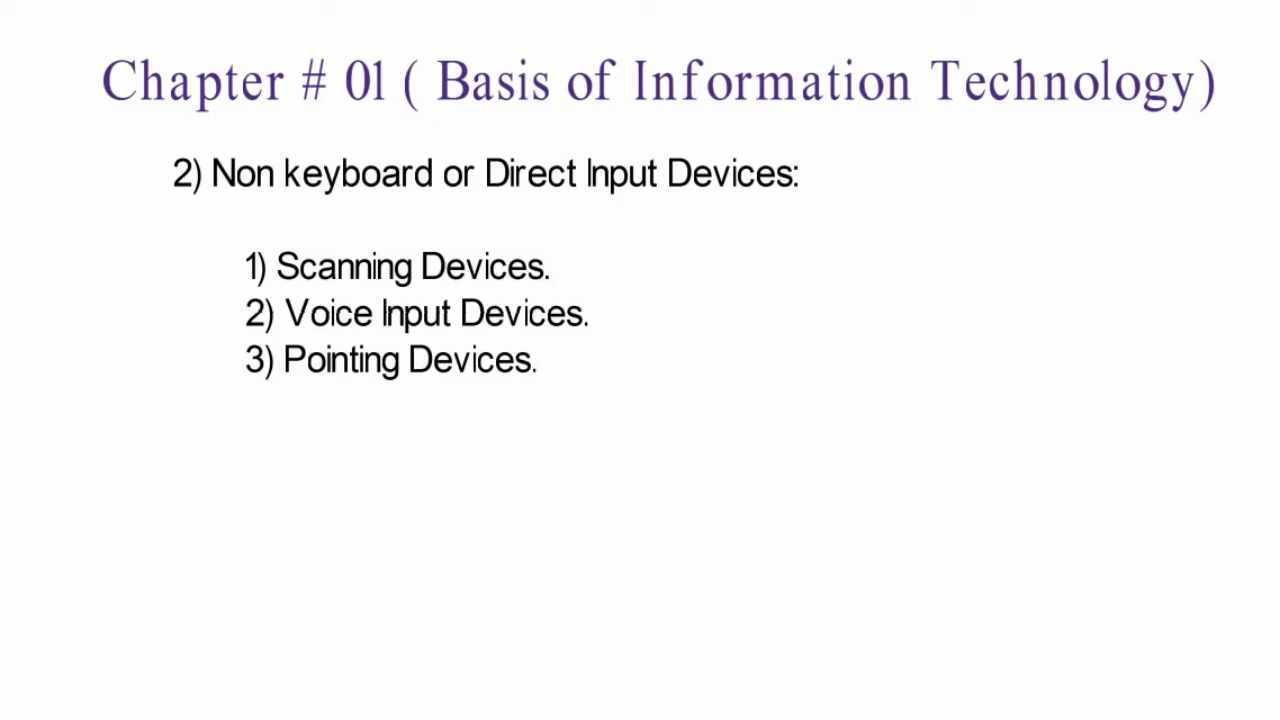 Chapter # 01 ( Basis of Information Technology)
2) Non keyboard or Direct Input Devices:
1) Scanning Devices.
2) Voice Input Devices.
3) Pointing Devices.